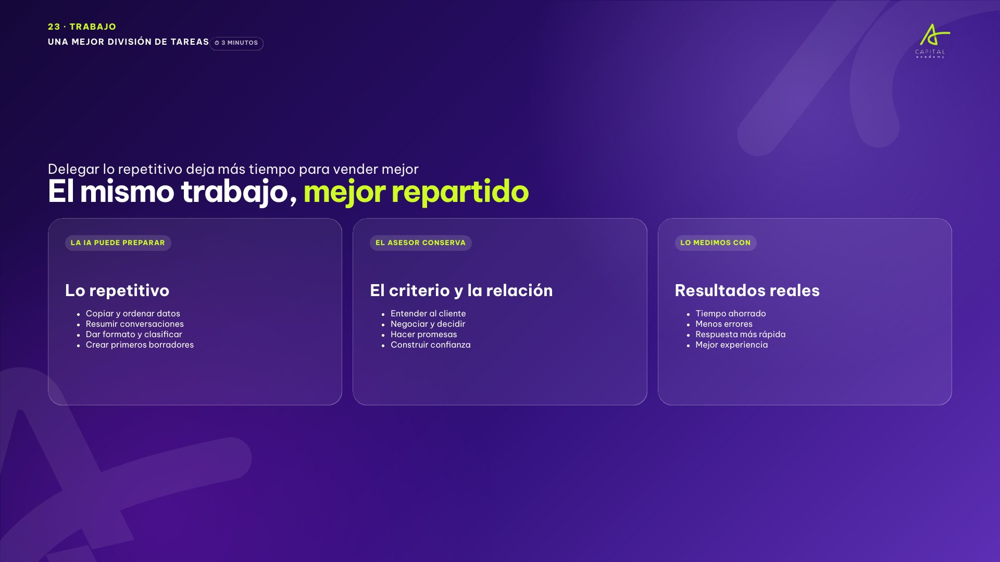 23 · TRABAJO
UNA MEJOR DIVISIÓN DE TAREAS
⏱ 3 MINUTOS
CAPITAL
academy
Delegar lo repetitivo deja más tiempo para vender mejor
El mismo trabajo, mejor repartido
LA IA PUEDE PREPARAR
Lo repetitivo
• Copiar y ordenar datos
• Resumir conversaciones
• Dar formato y clasificar
• Crear primeros borradores
EL ASESOR CONSERVA
El criterio y la relación
• Entender al cliente
• Negociar y decidir
• Hacer promesas
• Construir confianza
LO MEDIMOS CON
Resultados reales
• Tiempo ahorrado
• Menos errores
• Respuesta más rápida
• Mejor experiencia